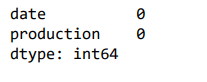 date 0
production 0
dtype: int64